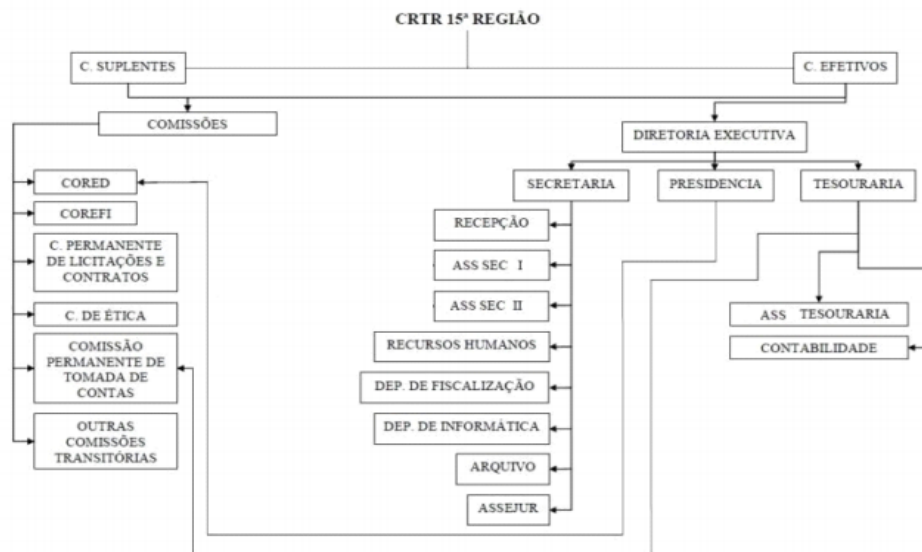 CRTR 15ª REGIÃO
C. SUPLENTES
C. EFETIVOS
COMISSÕES
DIRETORIA EXECUTIVA
CORED
SECRETARIA
PRESIDENCIA
TESOURARIA
COREFI
RECEPÇÃO
C. PERMANENTE
DE LICITAÇÕES E
CONTRATOS
ASS SEC I
ASS SEC II
C. DE ÉTICA
ASS TESOURARIA
COMISSÃO
PERMANENTE DE
TOMADA DE
CONTAS
RECURSOS HUMANOS
CONTABILIDADE
DEP. DE FISCALIZAÇÃO
OUTRAS
COMISSÕES
TRANSITÓRIAS
DEP. DE INFORMÁTICA
ARQUIVO
ASSEJUR